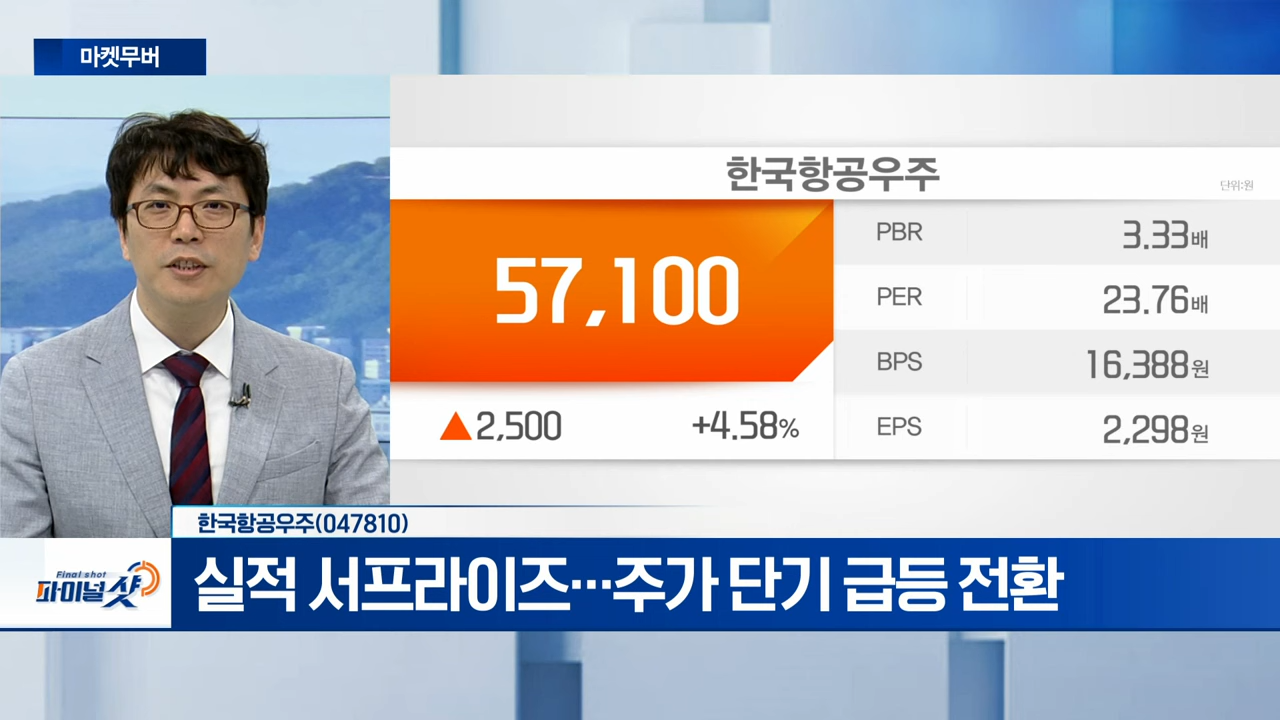 마켓무버
한국항공우주
단위:원
57,100
▲2,500 +4.58%
PBR 3.33배
PER 23.76배
BPS 16,388원
EPS 2,298원
한국항공우주(047810)
Final shot
파이널샷
실적 서프라이즈…주가 단기 급등 전환